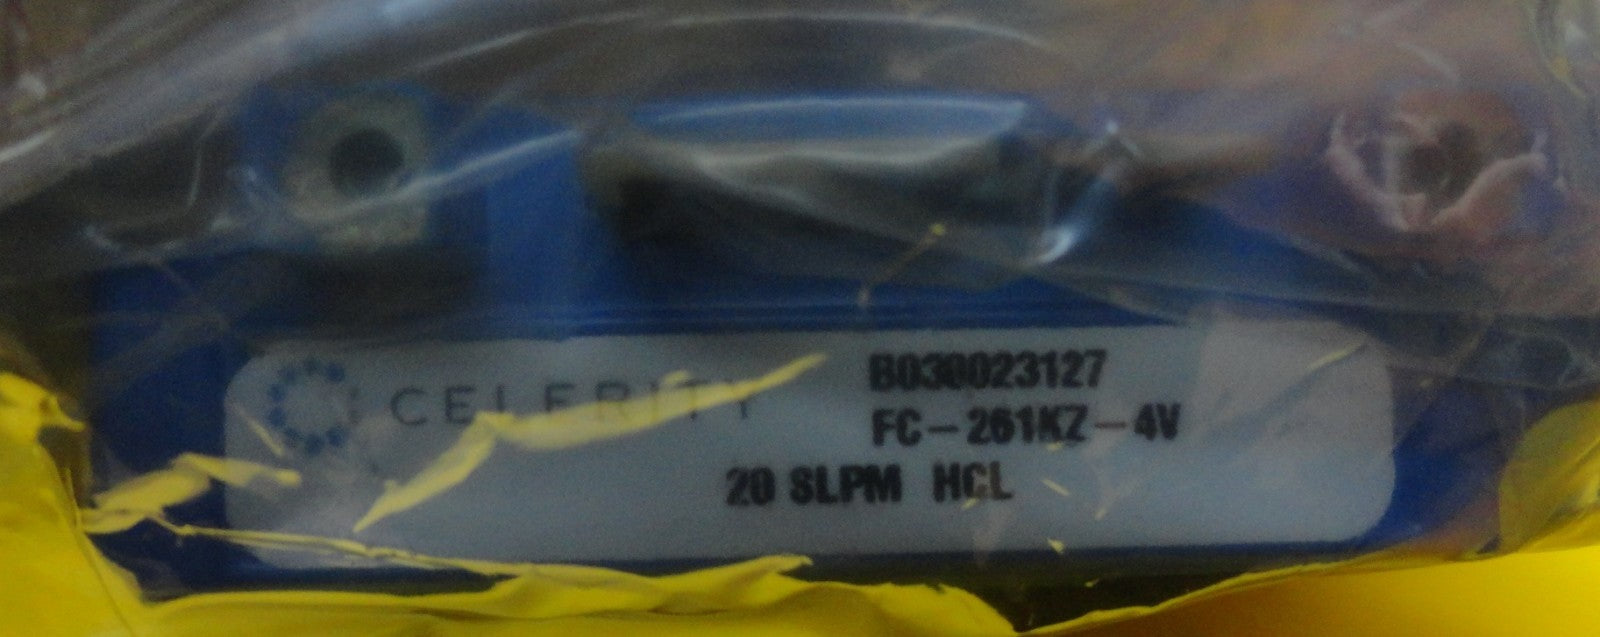 CELERITY
B030023127
FC-261KZ-4V
20 SLPM HCL